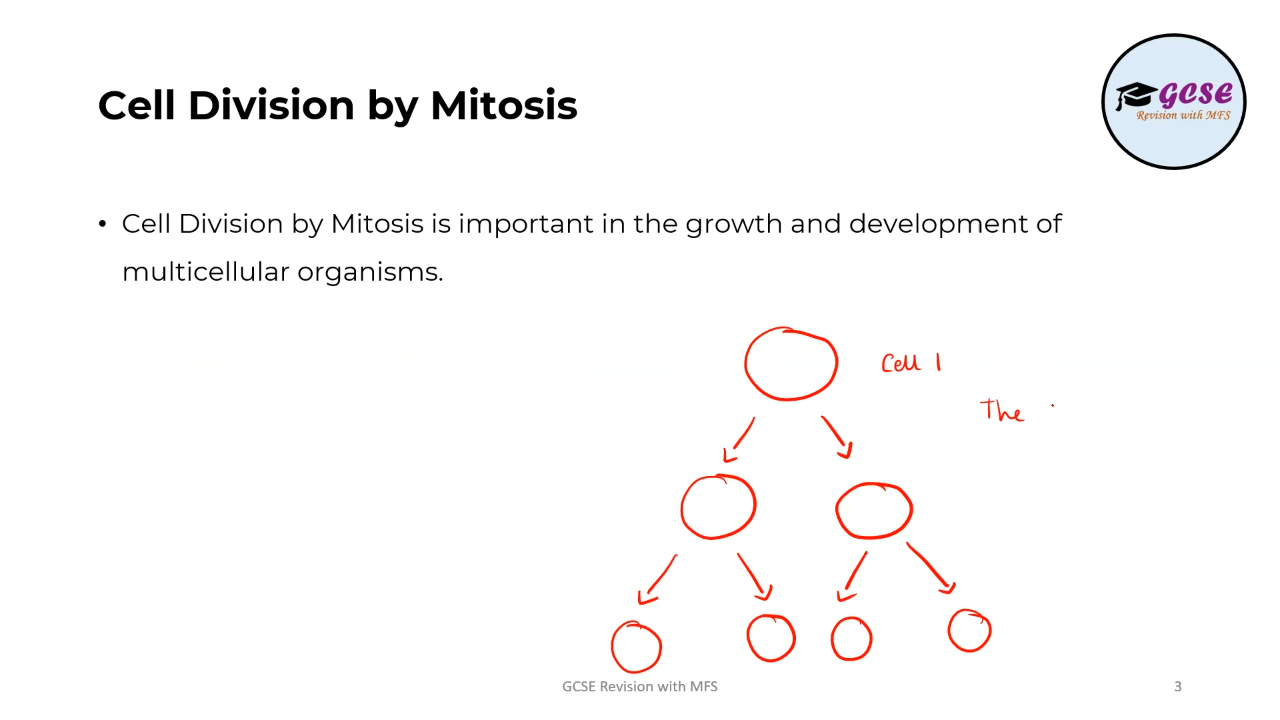 GCSE
Revision with MFS
Cell Division by Mitosis
• Cell Division by Mitosis is important in the growth and development of
multicellular organisms.
Cell 1
The
GCSE Revision with MFS
3